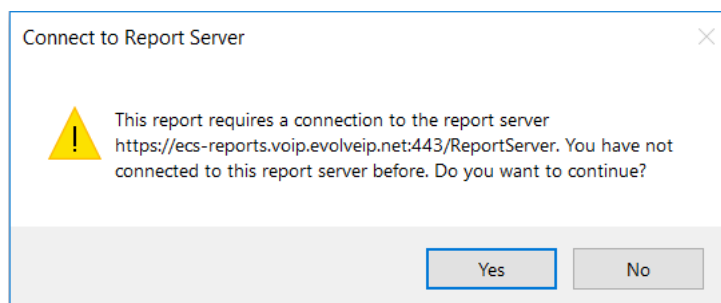 Connect to Report Server
This report requires a connection to the report server
https://ecs-reports.voip.evolveip.net:443/ReportServer. You have not
connected to this report server before. Do you want to continue?
Yes
No